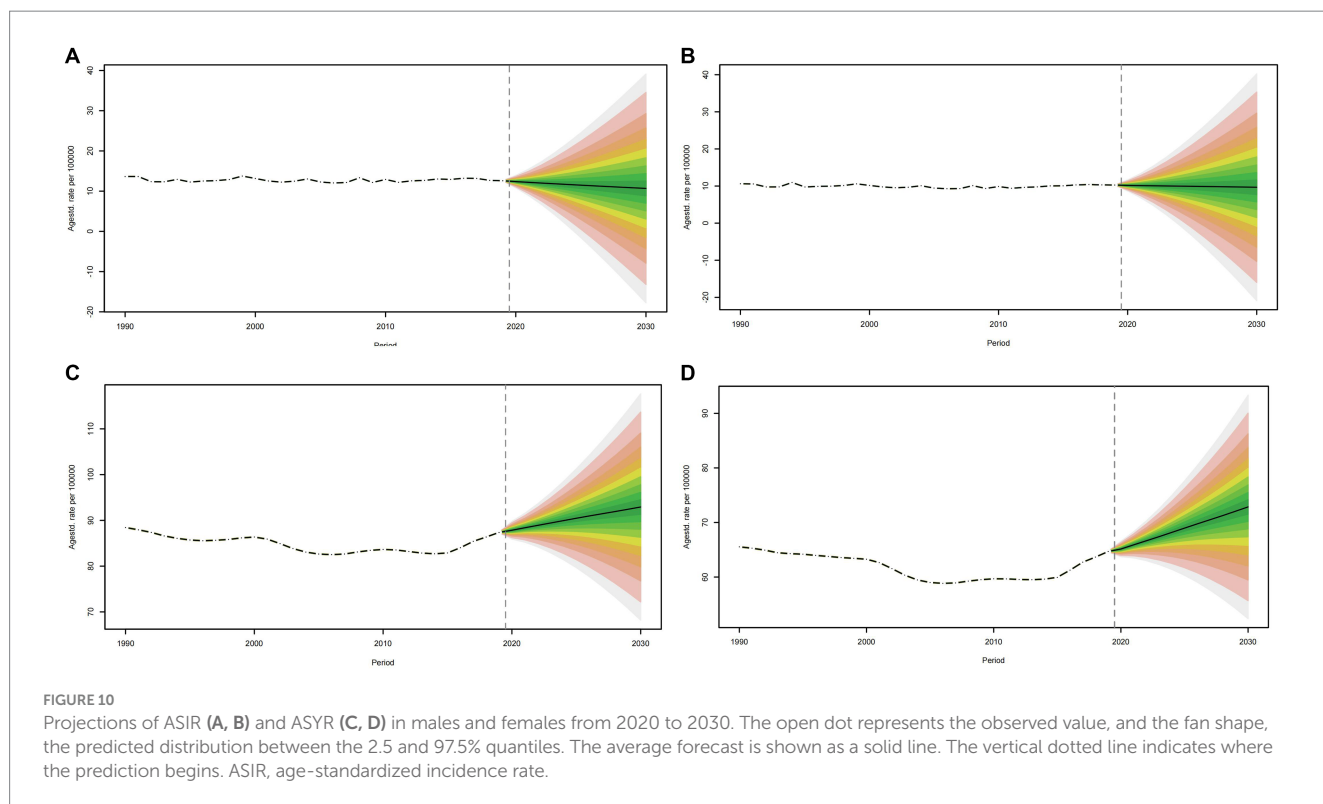 A
Agestd. rate per 100000
40
30
20
10
0
-10
-20
1990
2000
2010
2020
2030
Period
B
Agestd. rate per 100000
40
30
20
10
0
-10
-20
1990
2000
2010
2020
2030
Period
C
Agestd. rate per 100000
110
100
90
80
70
1990
2000
2010
2020
2030
Period
D
Agestd. rate per 100000
90
80
70
60
1990
2000
2010
2020
2030
Period
FIGURE 10
Projections of ASIR (A, B) and ASYR (C, D) in males and females from 2020 to 2030. The open dot represents the observed value, and the fan shape,
the predicted distribution between the 2.5 and 97.5% quantiles. The average forecast is shown as a solid line. The vertical dotted line indicates where
the prediction begins. ASIR, age-standardized incidence rate.